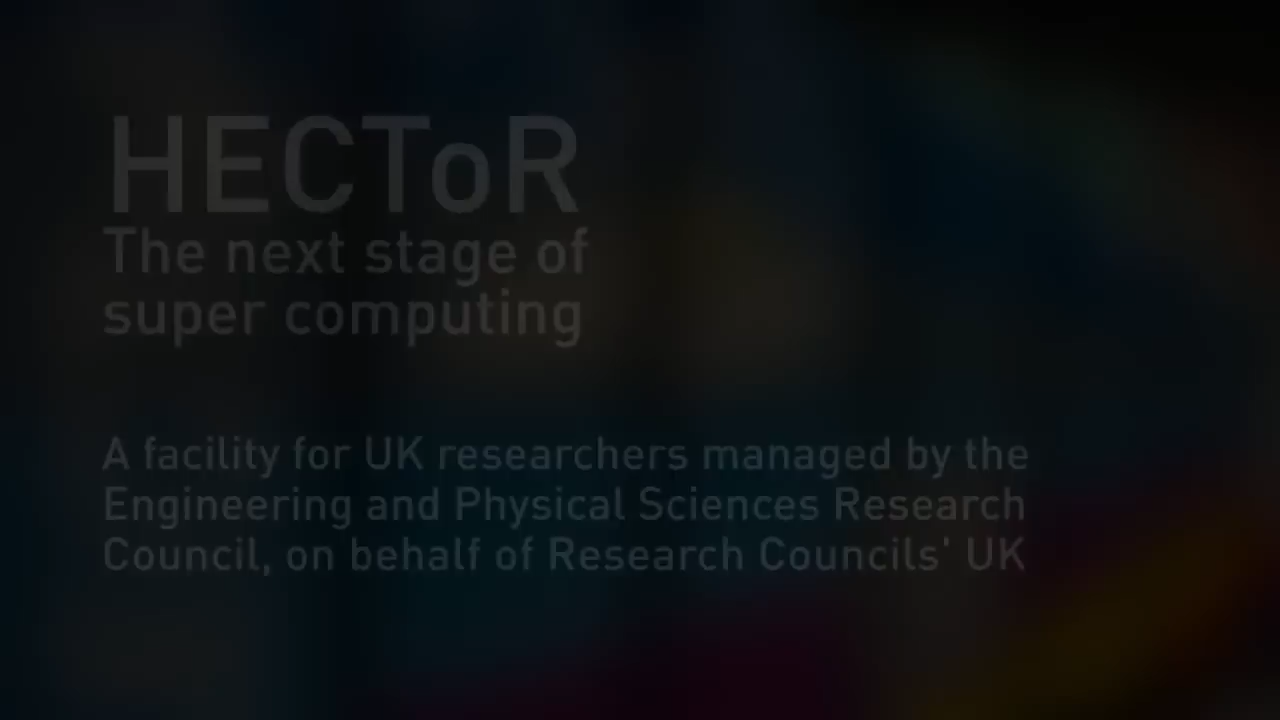 HECToR
The next stage of
super computing
A facility for UK researchers managed by the
Engineering and Physical Sciences Research
Council, on behalf of Research Councils' UK